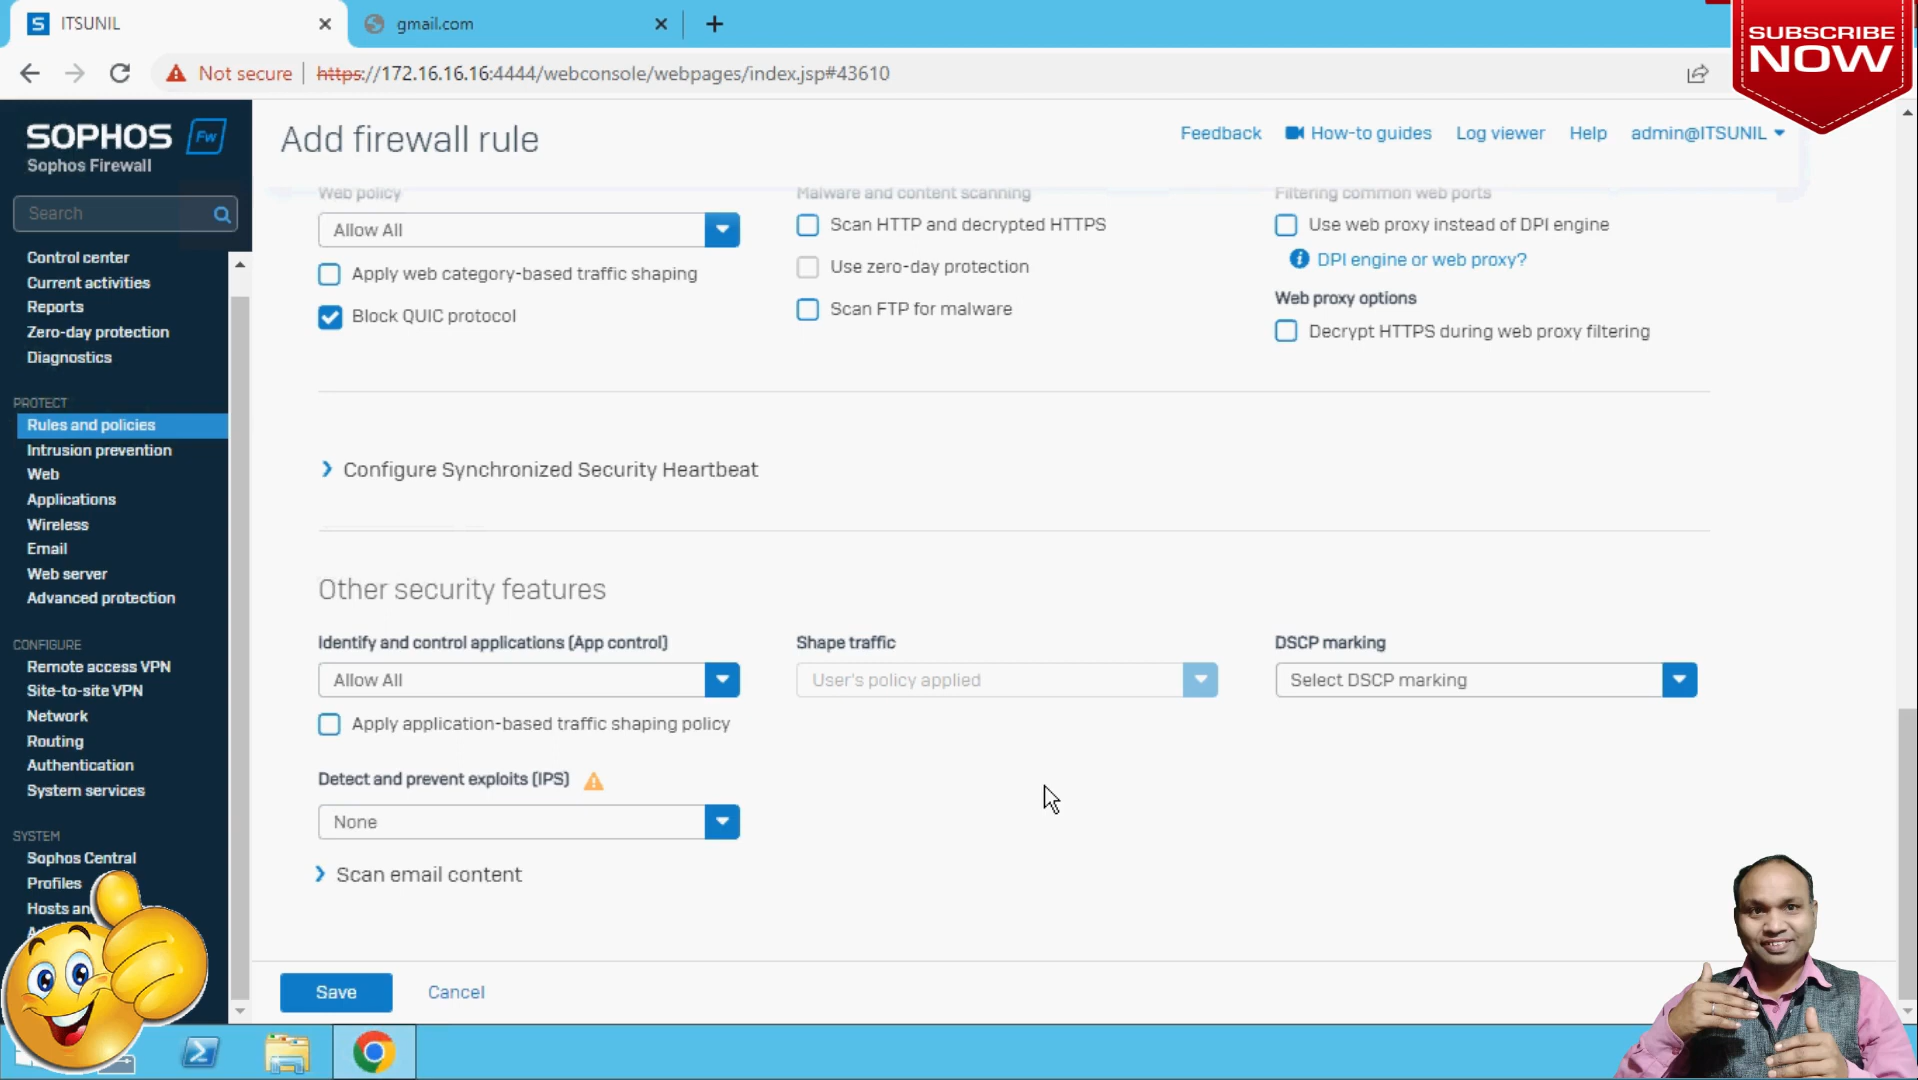 ITSUNIL
gmail.com
SUBSCRIBE
NOW
Not secure
https://172.16.16.16:4444/webconsole/webpages/index.jsp#43610
SOPHOS
Fw
Sophos Firewall
Add firewall rule
Feedback
How-to guides
Log viewer
Help
admin@ITSUNIL
Search
Control center
Current activities
Reports
Zero-day protection
Diagnostics
PROTECT
Rules and policies
Intrusion prevention
Web
Applications
Wireless
Email
Web server
Advanced protection
CONFIGURE
Remote access VPN
Site-to-site VPN
Network
Routing
Authentication
System services
SYSTEM
Sophos Central
Profiles
Web policy
Allow All
Apply web category-based traffic shaping
Block QUIC protocol
Malware and content scanning
Scan HTTP and decrypted HTTPS
Use zero-day protection
Scan FTP for malware
Filtering common web ports
Use web proxy instead of DPI engine
DPI engine or web proxy?
Web proxy options
Decrypt HTTPS during web proxy filtering
Configure Synchronized Security Heartbeat
Other security features
Identify and control applications (App control)
Allow All
Apply application-based traffic shaping policy
Shape traffic
User's policy applied
DSCP marking
Select DSCP marking
Detect and prevent exploits (IPS)
None
Scan email content
Save
Cancel